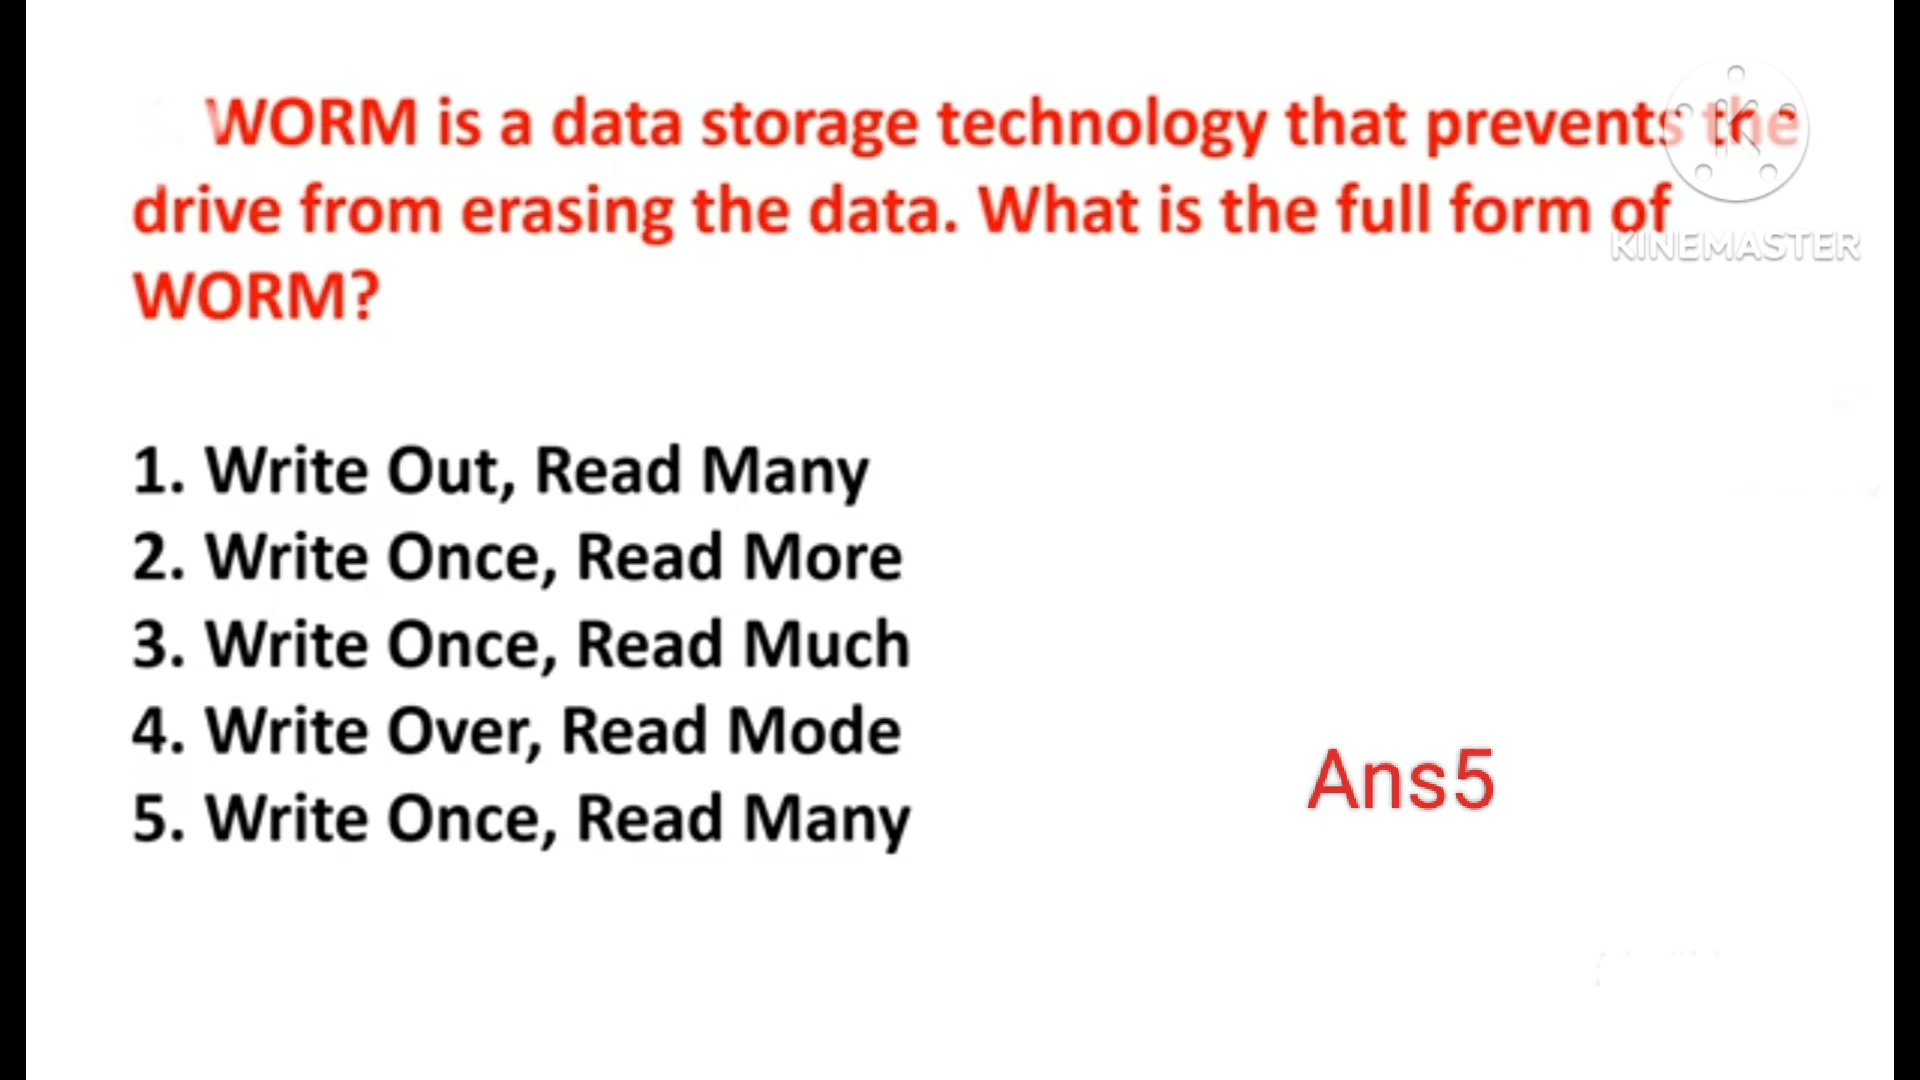 WORM is a data storage technology that prevents the
drive from erasing the data. What is the full form of
WORM?
KINEMASTER
1. Write Out, Read Many
2. Write Once, Read More
3. Write Once, Read Much
4. Write Over, Read Mode
5. Write Once, Read Many
Ans5